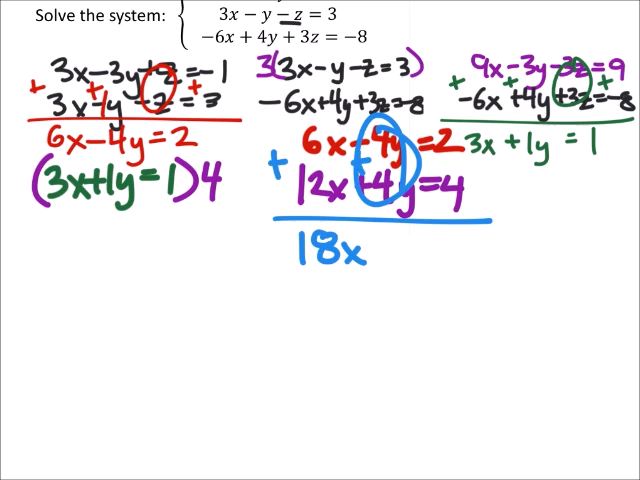 Solve the system:
3x − y − z = 3
−6x + 4y + 3z = −8
3x-3y+z=-1
3x-1y-z=3
6x-4y=2
(3x+1y=1)4
3(3x-y-z=3)
-6x+4y+3z=-8
6x-4y=2
+
12x+4y=4
18x
9x-3y-3z=9
-6x+4y+3z=-8
3x+1y=1